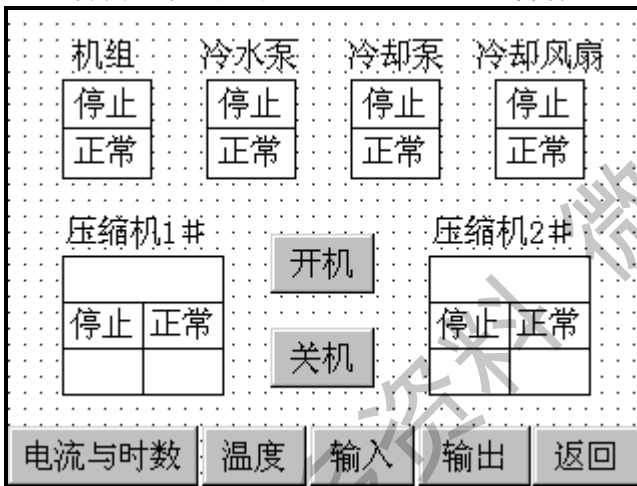 机组 冷水泵 冷却泵 冷却风扇
停止 停止 停止 停止
正常 正常 正常 正常
压缩机1# 压缩机2#
开机
停止 正常 停止 正常
关机
电流与时数 温度 输入 输出 返回
资料